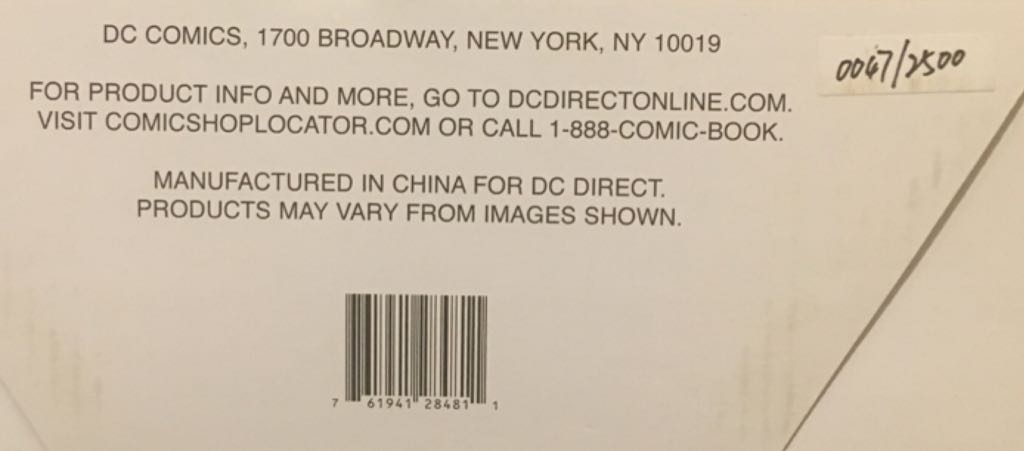 DC COMICS, 1700 BROADWAY, NEW YORK, NY 10019
0047/2500
FOR PRODUCT INFO AND MORE, GO TO DCDIRECTONLINE.COM.
VISIT COMICSHOPLOCATOR.COM OR CALL 1-888-COMIC-BOOK.
MANUFACTURED IN CHINA FOR DC DIRECT.
PRODUCTS MAY VARY FROM IMAGES SHOWN.
7 61941 28481 1